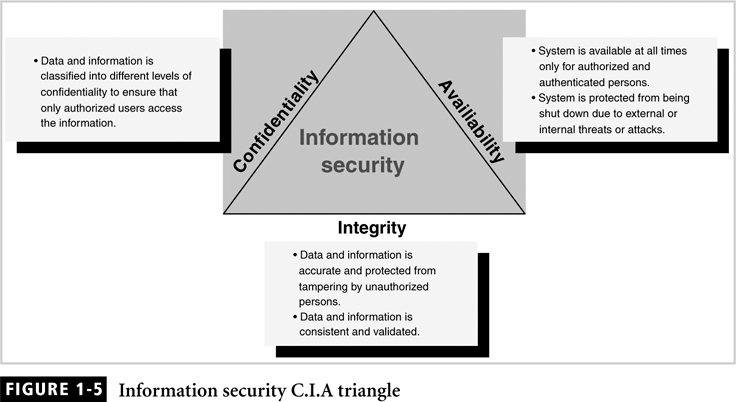 • Data and information is
classified into different levels of
confidentiality to ensure that
only authorized users access
the information.
Confidentiality
Information
security
Availiability
• System is available at all times
only for authorized and
authenticated persons.
• System is protected from being
shut down due to external or
internal threats or attacks.
Integrity
• Data and information is
accurate and protected from
tampering by unauthorized
persons.
• Data and information is
consistent and validated.
FIGURE 1-5 Information security C.I.A triangle